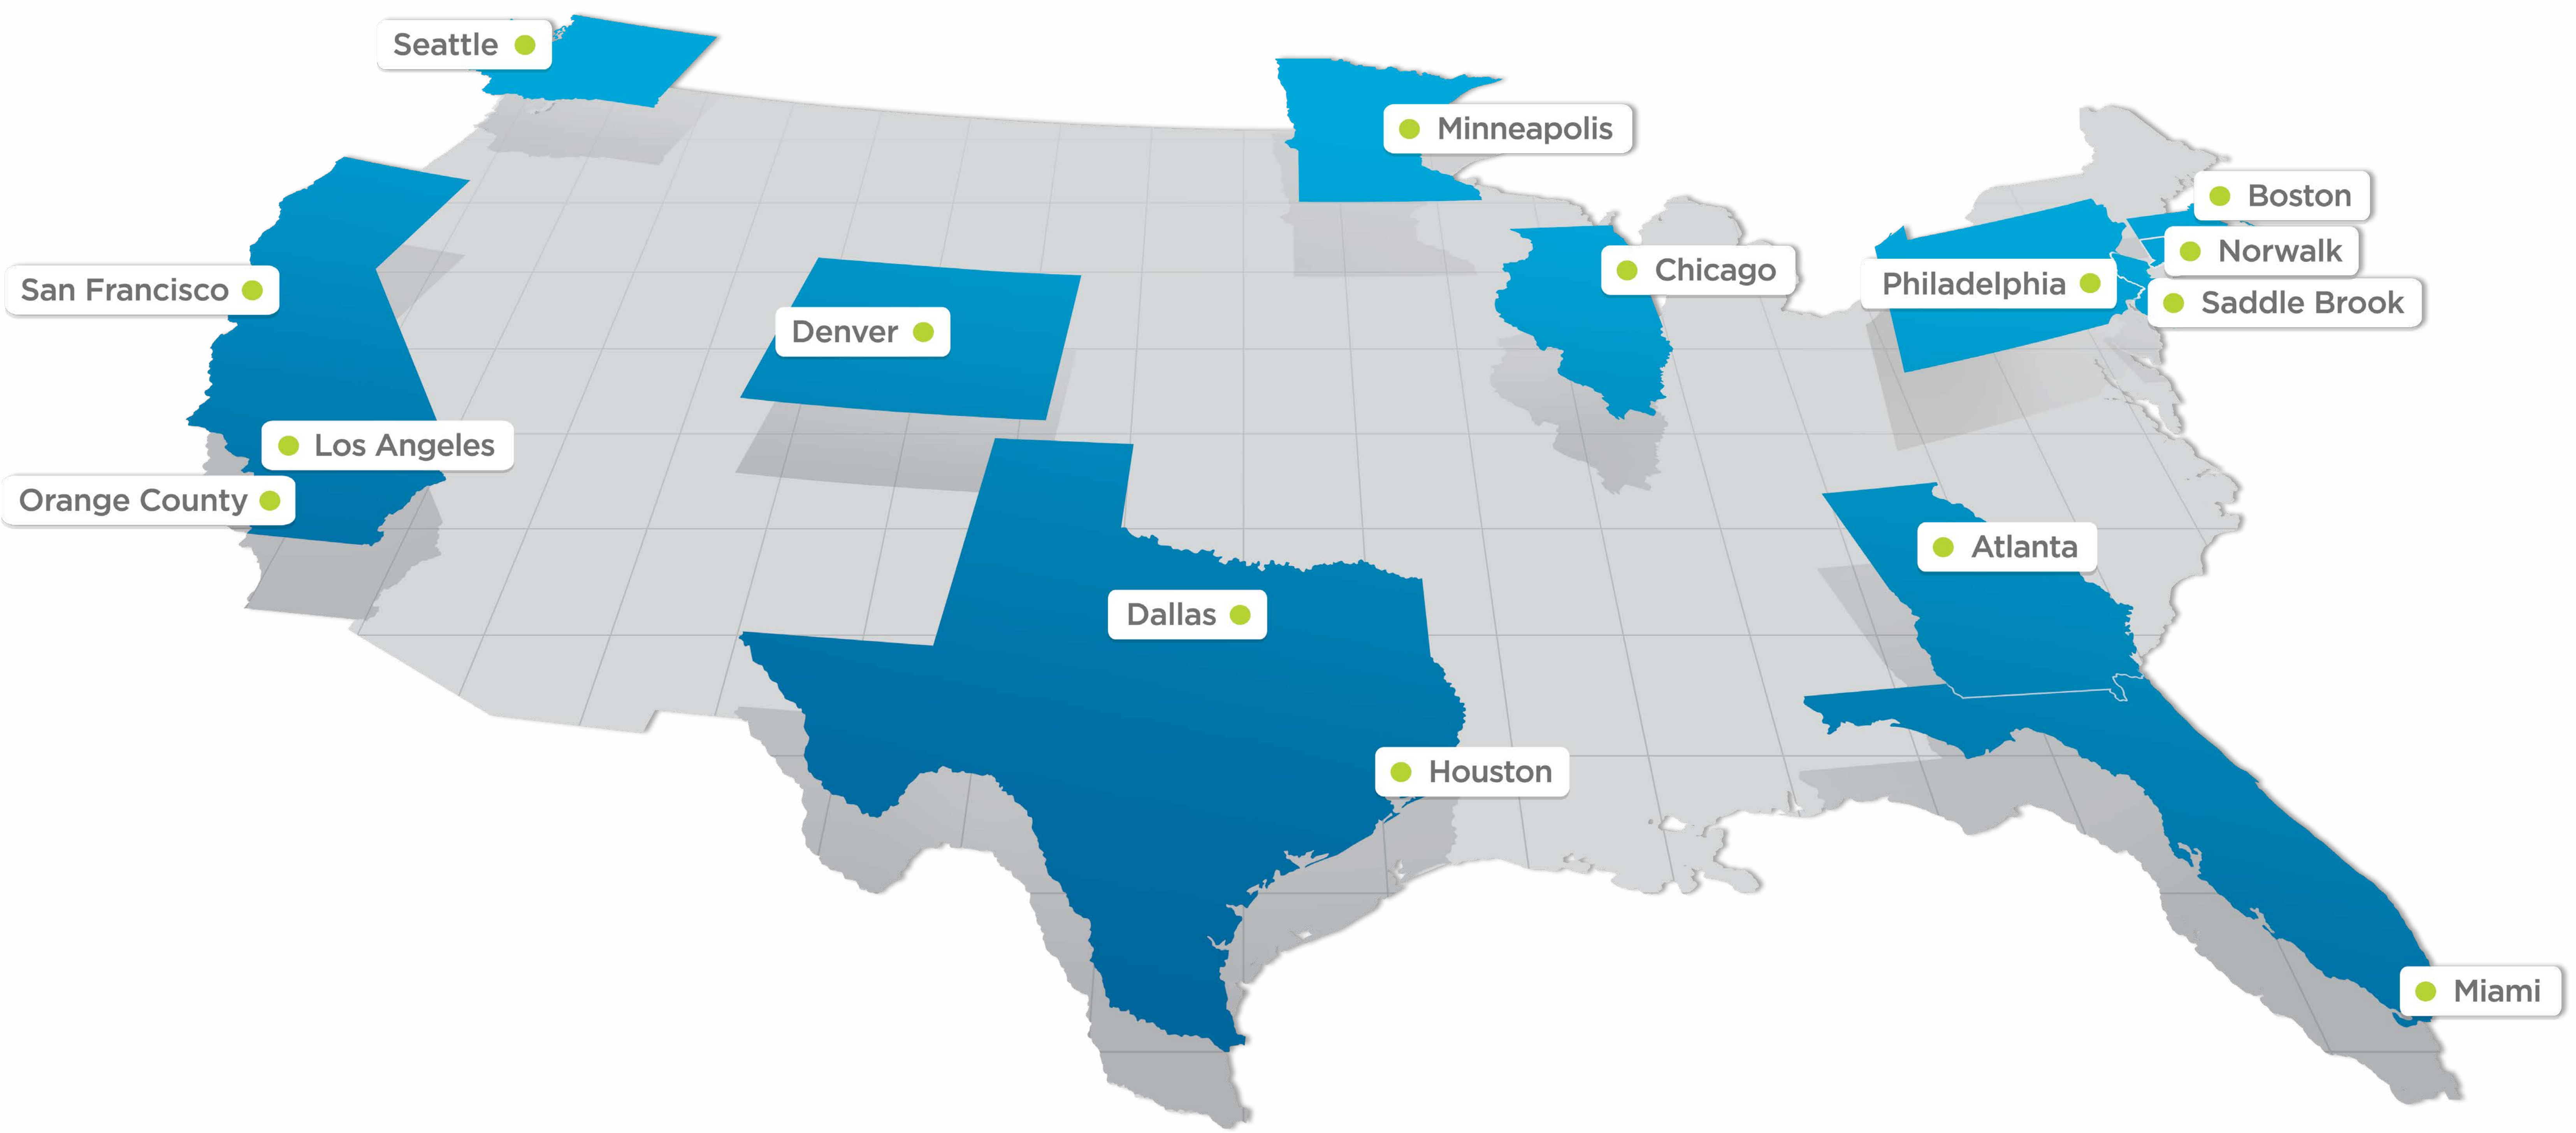 Seattle
Minneapolis
Boston
Norwalk
Chicago
Philadelphia
San Francisco
Saddle Brook
Denver
Los Angeles
Orange County
Atlanta
Dallas
Houston
Miami